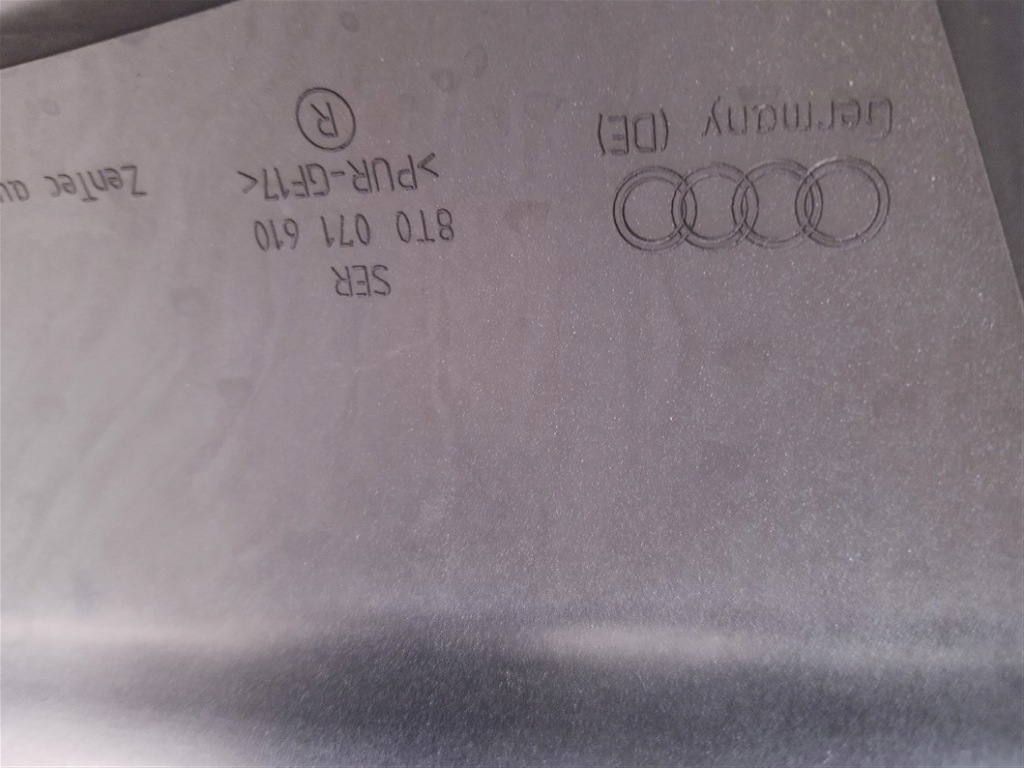 SER
8T0 071 610
>PUR-GF17<
R
Germany (DE)
ZenTec